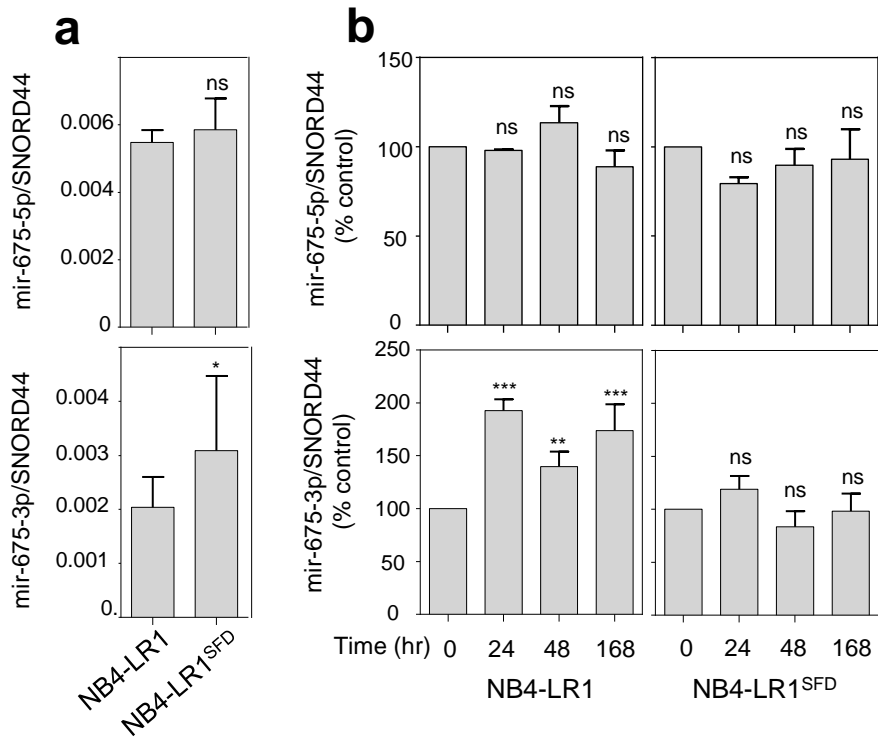 a
mir-675-5p/SNORD44
0.006
0.004
0.002
0
ns
mir-675-3p/SNORD44
0.004
0.003
0.002
0.001
0.
*
NB4-LR1
NB4-LR1SFD
b
mir-675-5p/SNORD44
(% control)
150
100
50
0
ns
ns
ns
ns
ns
ns
mir-675-3p/SNORD44
(% control)
250
200
150
100
50
0
***
**
***
ns
ns
ns
Time (hr) 0 24 48 168 0 24 48 168
NB4-LR1 NB4-LR1SFD